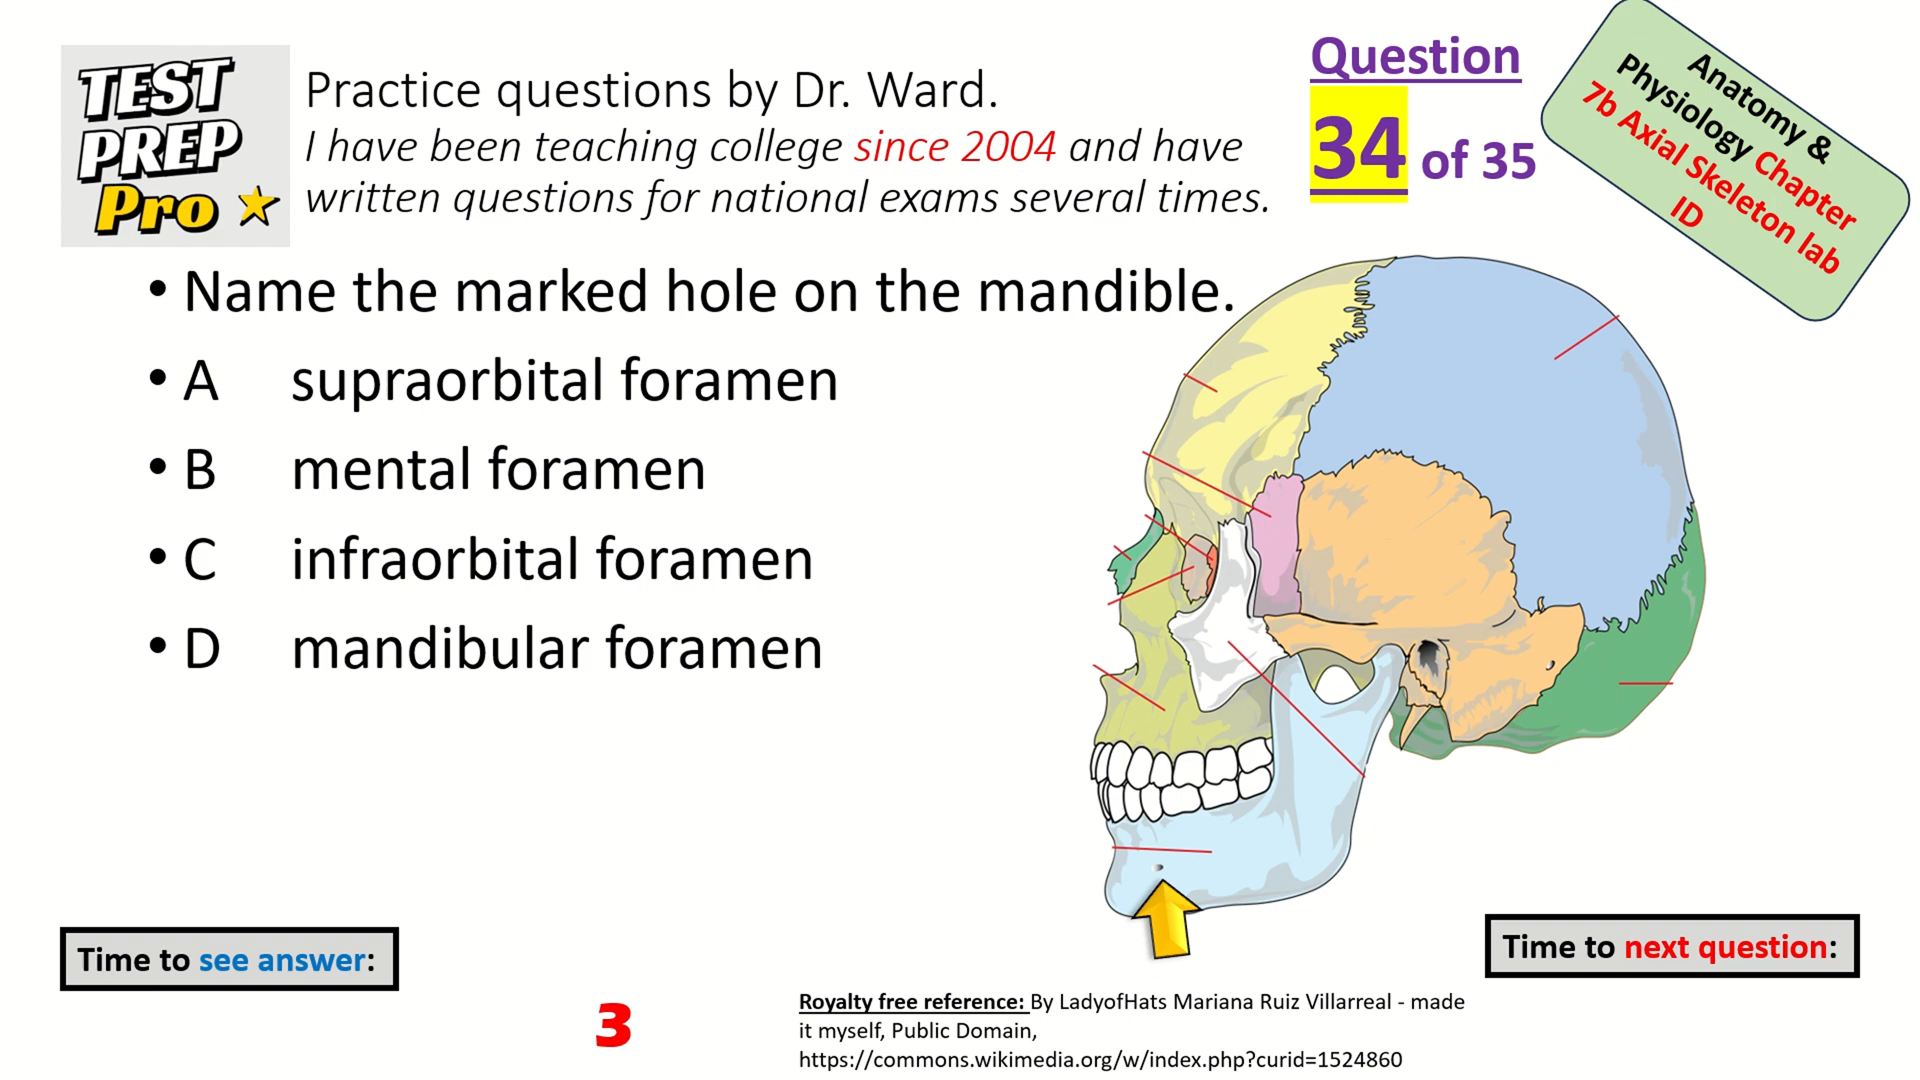 TEST
PREP
Pro
Practice questions by Dr. Ward.
I have been teaching college since 2004 and have
written questions for national exams several times.
Question
34 of 35
Anatomy &
Physiology Chapter
7b Axial Skeleton lab
ID
• Name the marked hole on the mandible.
• A supraorbital foramen
• B mental foramen
• C infraorbital foramen
• D mandibular foramen
Time to see answer:
3
Time to next question:
Royalty free reference: By LadyofHats Mariana Ruiz Villarreal - made
it myself, Public Domain,
https://commons.wikimedia.org/w/index.php?curid=1524860